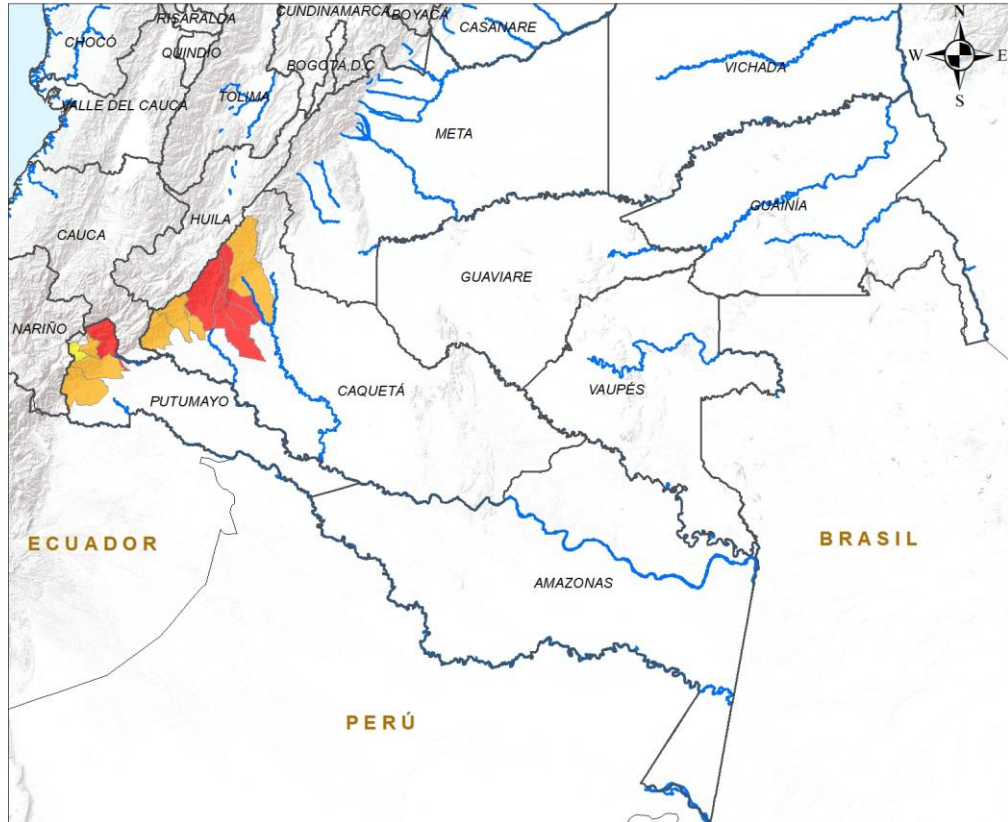 CUNDINAMARCA
BOYACÁ
RISARALDA
CASANARE
N
CHOCÓ
QUINDIO
BOGOTÁ D.C
W
E
VICHADA
S
VALLE DEL CAUCA
TOLIMA
META
GUAINÍA
HUILA
CAUCA
GUAVIARE
NARIÑO
VAUPÉS
CAQUETÁ
PUTUMAYO
ECUADOR
BRASIL
AMAZONAS
PERÚ